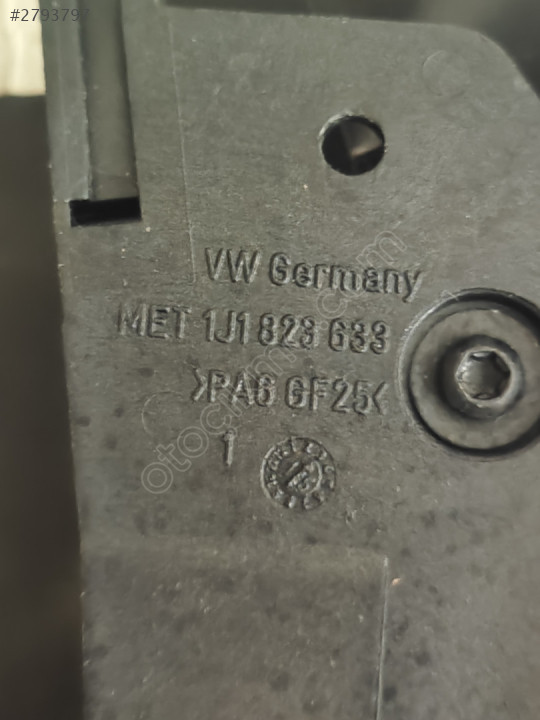 #279379
VW Germany
MET 1J1 823 633
>PA6 GF25<
1